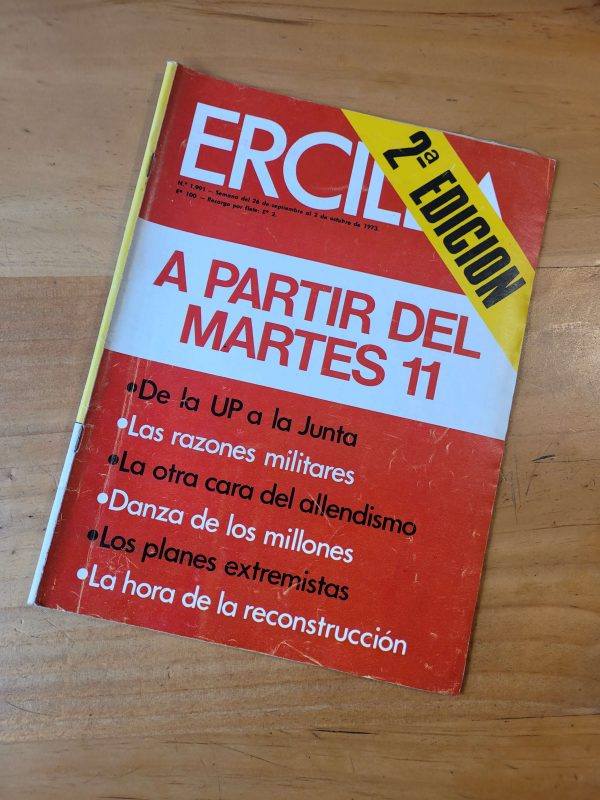 ERCILLA
2ª EDICION
N.º 1.991 — Semana del 26 de septiembre al 2 de octubre de 1973
Eº 100 — Recargo por flete: Eº 2.
A PARTIR DEL
MARTES 11
•De la UP a la Junta
•Las razones militares
•La otra cara del allendismo
•Danza de los millones
•Los planes extremistas
•La hora de la reconstrucción